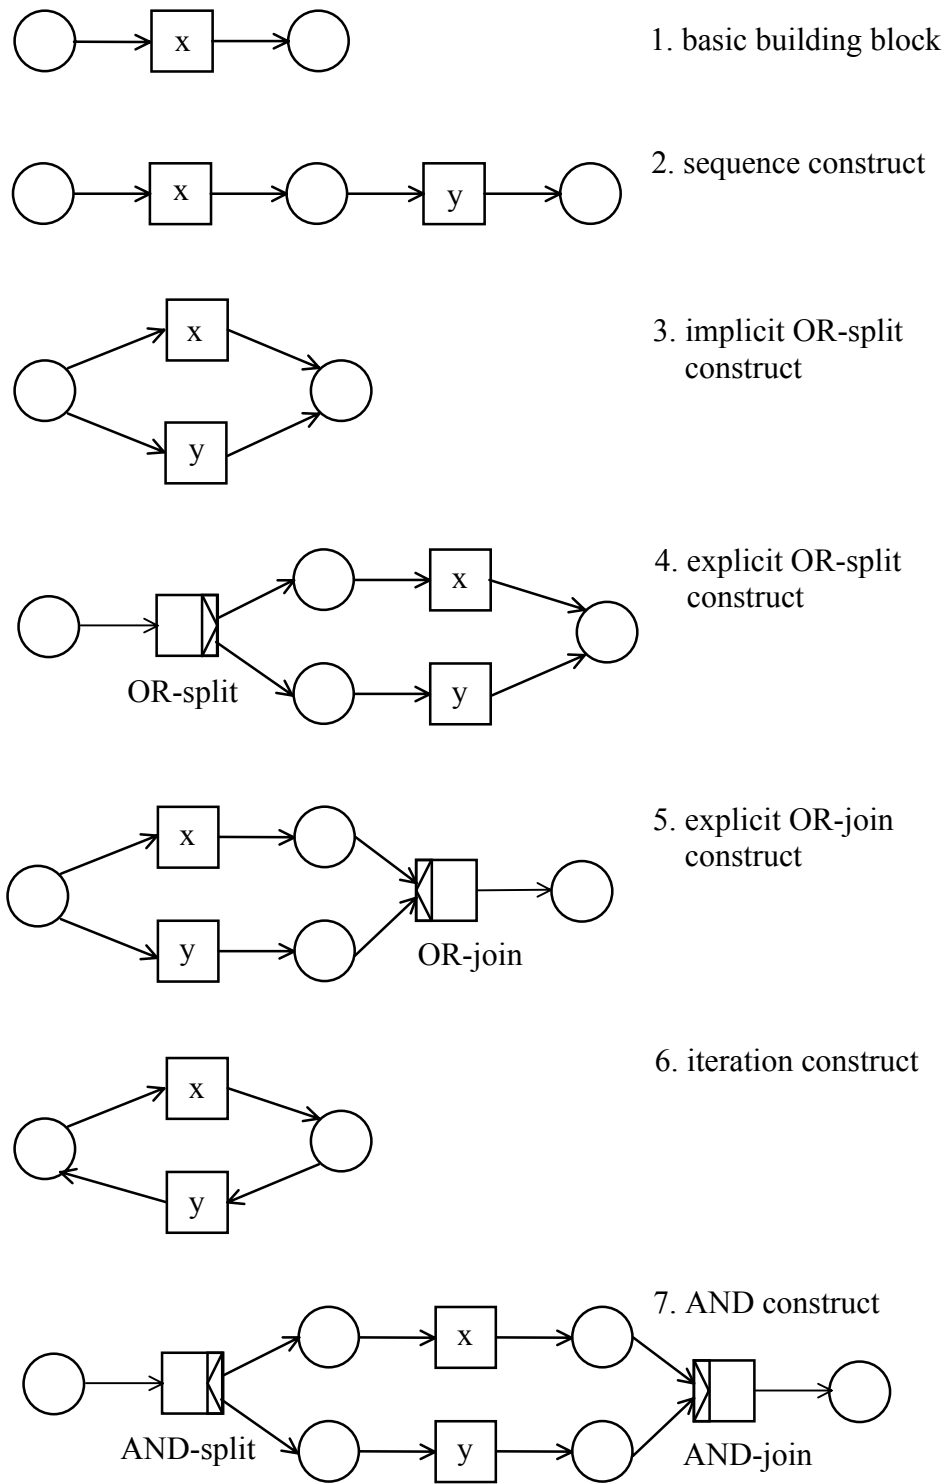 x
1. basic building block
x
y
2. sequence construct
x
y
3. implicit OR-split
construct
x
y
OR-split
4. explicit OR-split
construct
x
y
OR-join
5. explicit OR-join
construct
x
y
6. iteration construct
x
y
AND-split
AND-join
7. AND construct